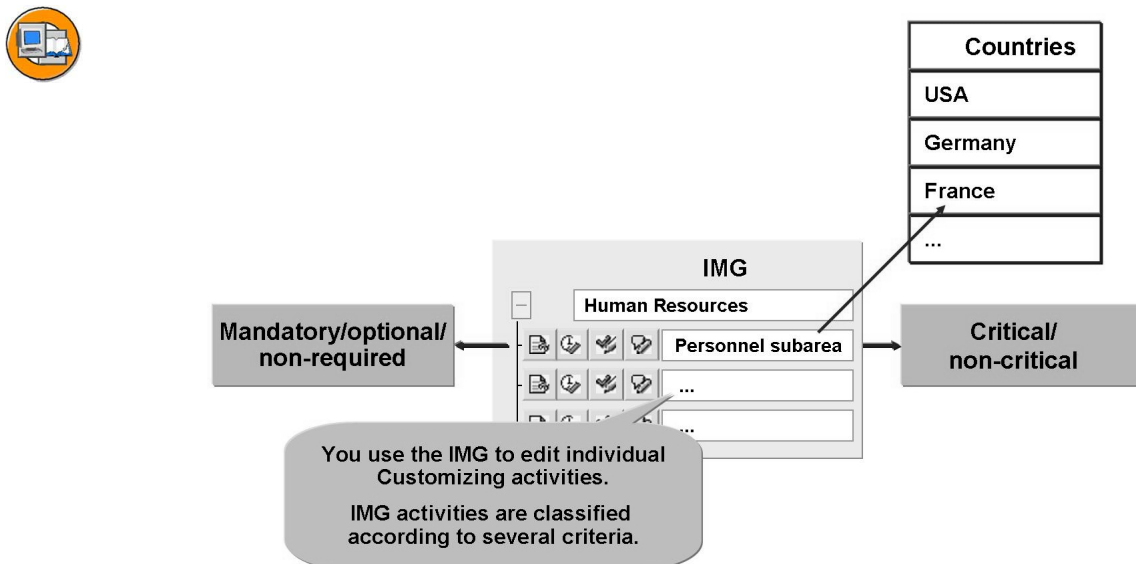 Countries
USA
Germany
France
...
IMG
Human Resources
Mandatory/optional/
non-required
Personnel subarea
Critical/
non-critical
...
...
You use the IMG to edit individual
Customizing activities.
IMG activities are classified
according to several criteria.